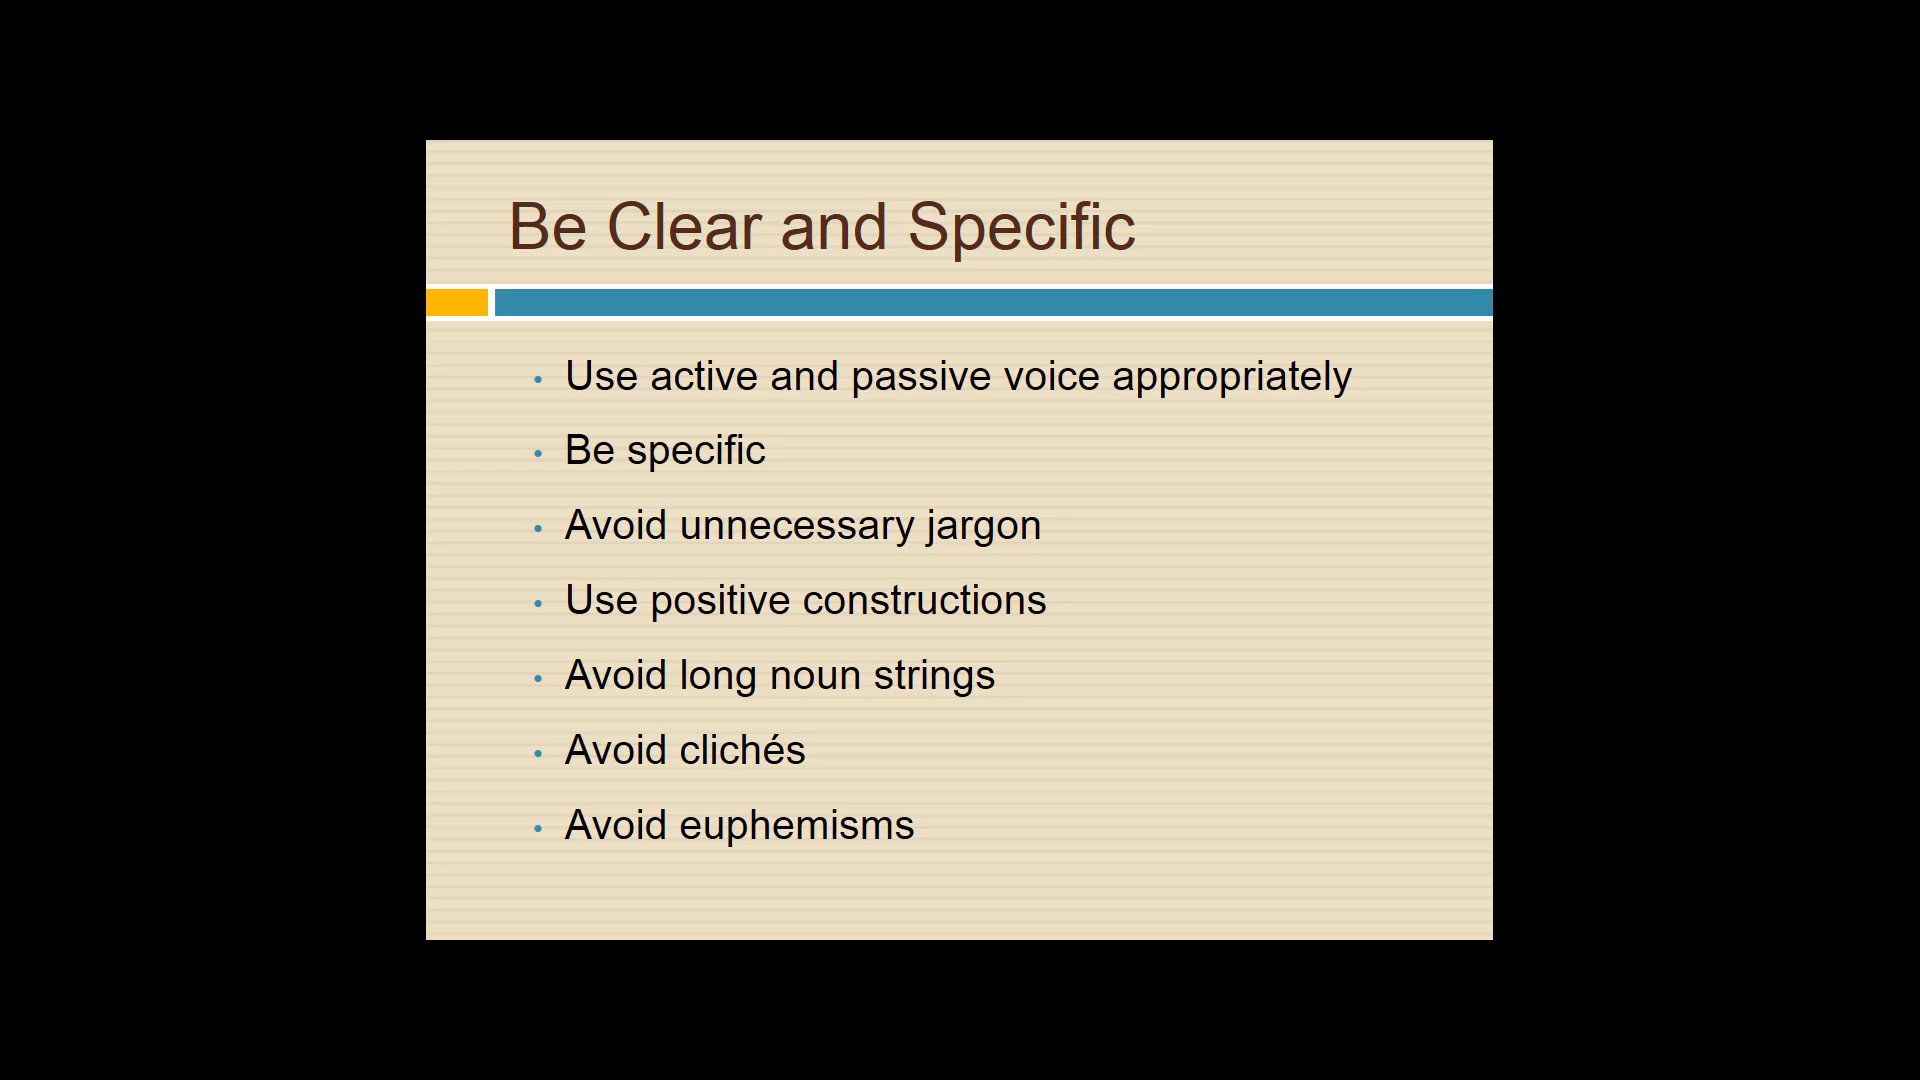 Be Clear and Specific
• Use active and passive voice appropriately
• Be specific
• Avoid unnecessary jargon
• Use positive constructions
• Avoid long noun strings
• Avoid clichés
• Avoid euphemisms